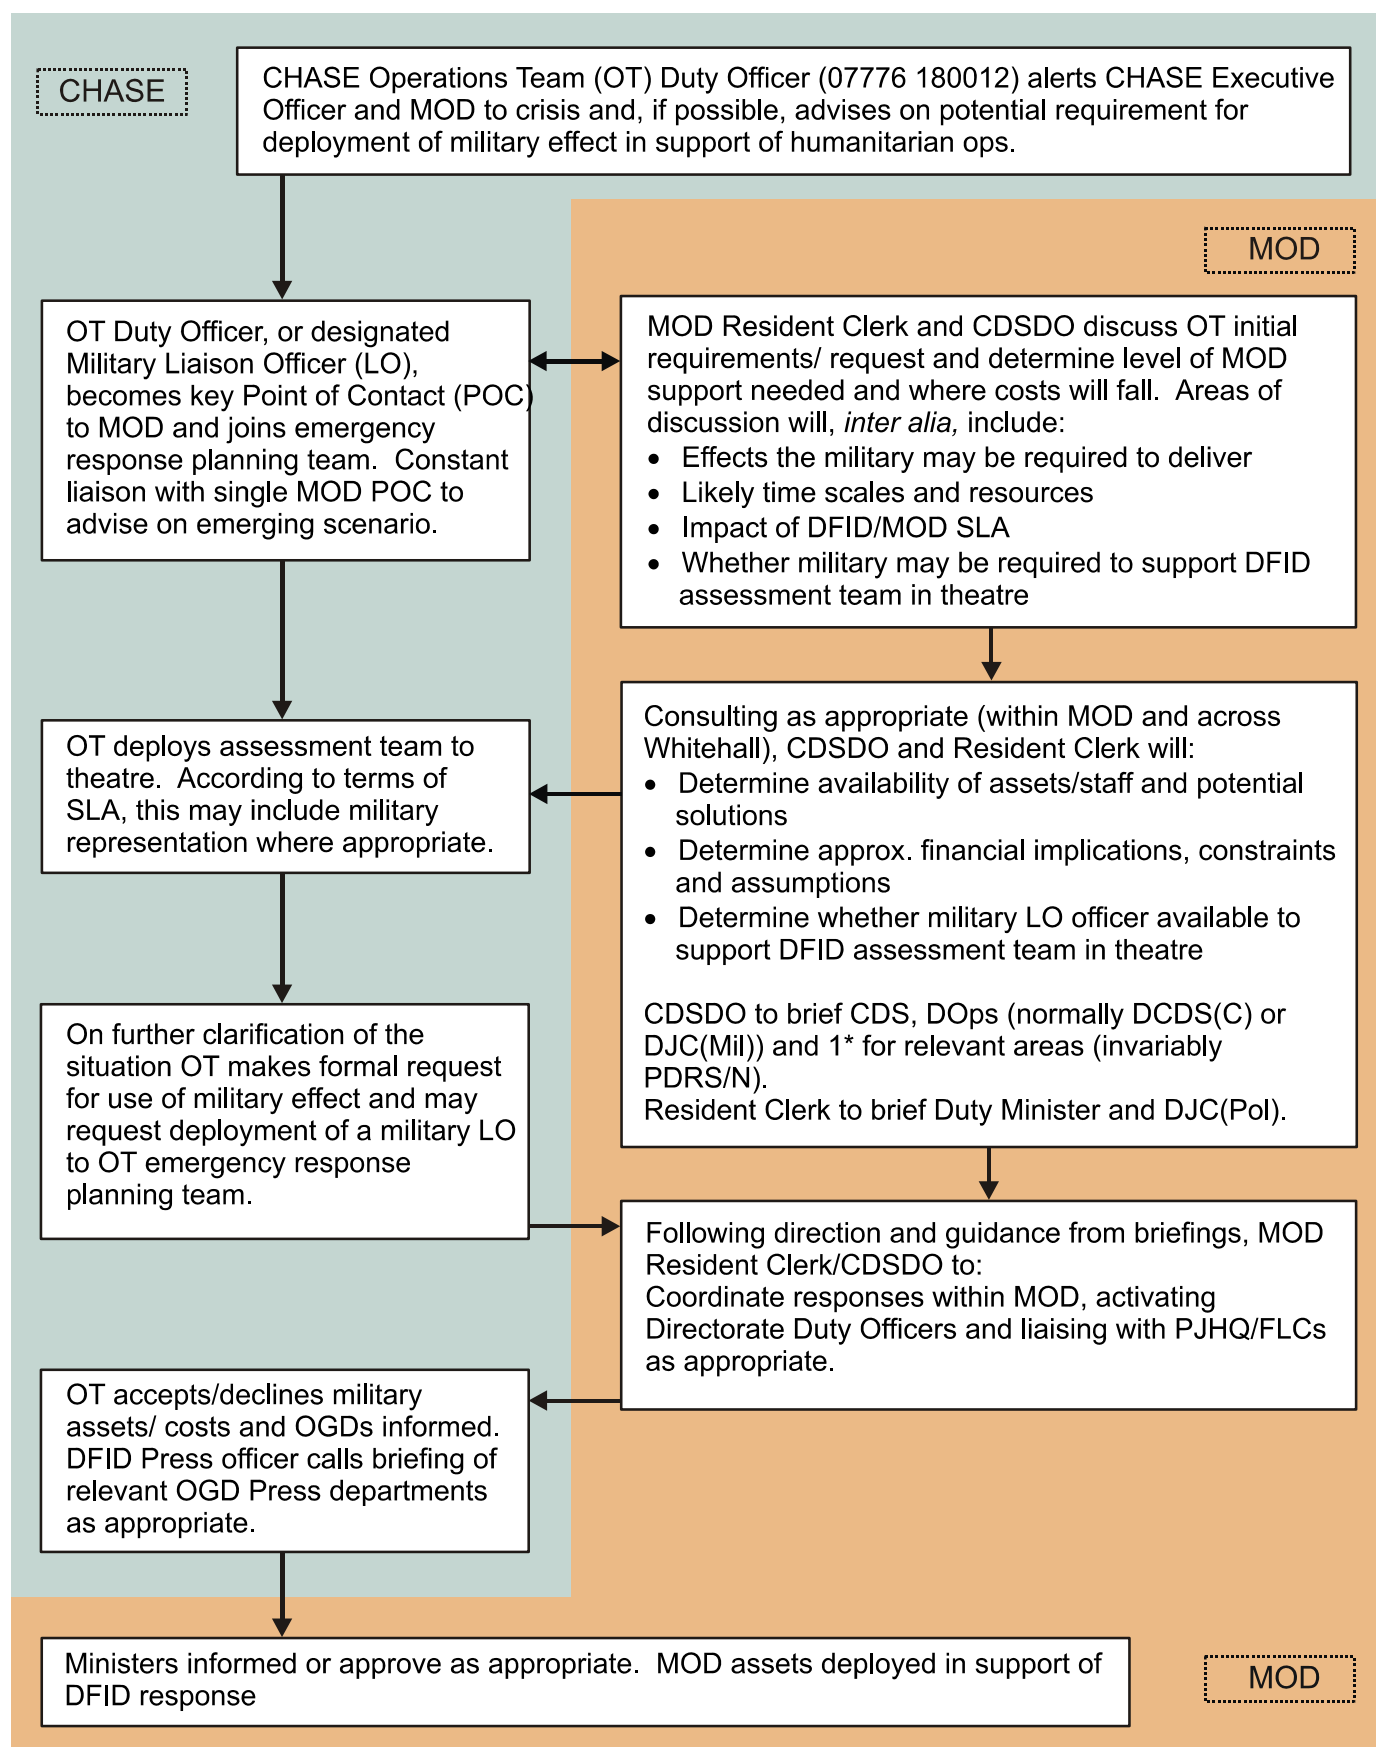 CHASE
CHASE Operations Team (OT) Duty Officer (07776 180012) alerts CHASE Executive
Officer and MOD to crisis and, if possible, advises on potential requirement for
deployment of military effect in support of humanitarian ops.
MOD
OT Duty Officer, or designated
Military Liaison Officer (LO),
becomes key Point of Contact (POC)
to MOD and joins emergency
response planning team. Constant
liaison with single MOD POC to
advise on emerging scenario.
MOD Resident Clerk and CDSDO discuss OT initial
requirements/ request and determine level of MOD
support needed and where costs will fall. Areas of
discussion will, inter alia, include:
• Effects the military may be required to deliver
• Likely time scales and resources
• Impact of DFID/MOD SLA
• Whether military may be required to support DFID
assessment team in theatre
OT deploys assessment team to
theatre. According to terms of
SLA, this may include military
representation where appropriate.
Consulting as appropriate (within MOD and across
Whitehall), CDSDO and Resident Clerk will:
• Determine availability of assets/staff and potential
solutions
• Determine approx. financial implications, constraints
and assumptions
• Determine whether military LO officer available to
support DFID assessment team in theatre
CDSDO to brief CDS, DOps (normally DCDS(C) or
DJC(Mil)) and 1* for relevant areas (invariably
PDRS/N).
Resident Clerk to brief Duty Minister and DJC(Pol).
On further clarification of the
situation OT makes formal request
for use of military effect and may
request deployment of a military LO
to OT emergency response
planning team.
Following direction and guidance from briefings, MOD
Resident Clerk/CDSDO to:
Coordinate responses within MOD, activating
Directorate Duty Officers and liaising with PJHQ/FLCs
as appropriate.
OT accepts/declines military
assets/ costs and OGDs informed.
DFID Press officer calls briefing of
relevant OGD Press departments
as appropriate.
Ministers informed or approve as appropriate. MOD assets deployed in support of
DFID response
MOD